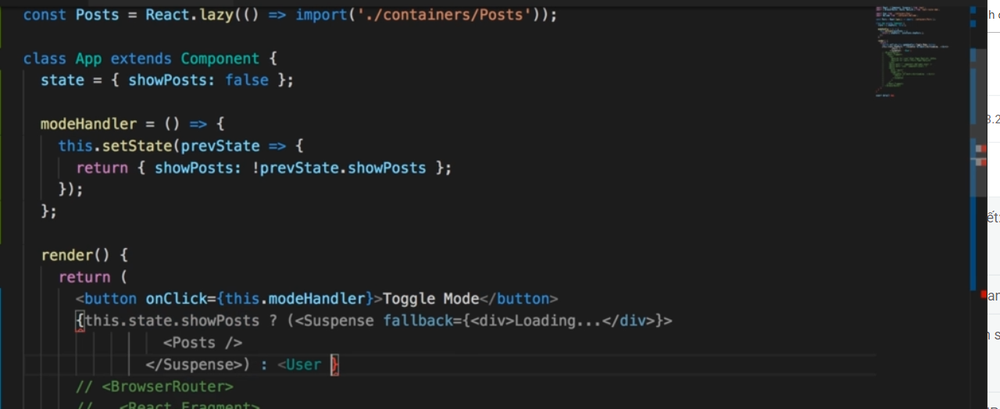 const Posts = React.lazy(() => import('./containers/Posts'));
class App extends Component {
state = { showPosts: false };
modeHandler = () => {
this.setState(prevState => {
return { showPosts: !prevState.showPosts };
});
};
render() {
return (
<button onClick={this.modeHandler}>Toggle Mode</button>
{this.state.showPosts ? (<Suspense fallback={<div>Loading...</div>}>
<Posts />
</Suspense>) : <User }
// <BrowserRouter>
// <React.Fragment>